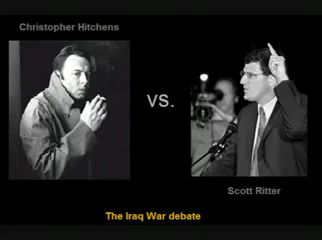 Christopher Hitchens
VS.
Scott Ritter
The Iraq War debate